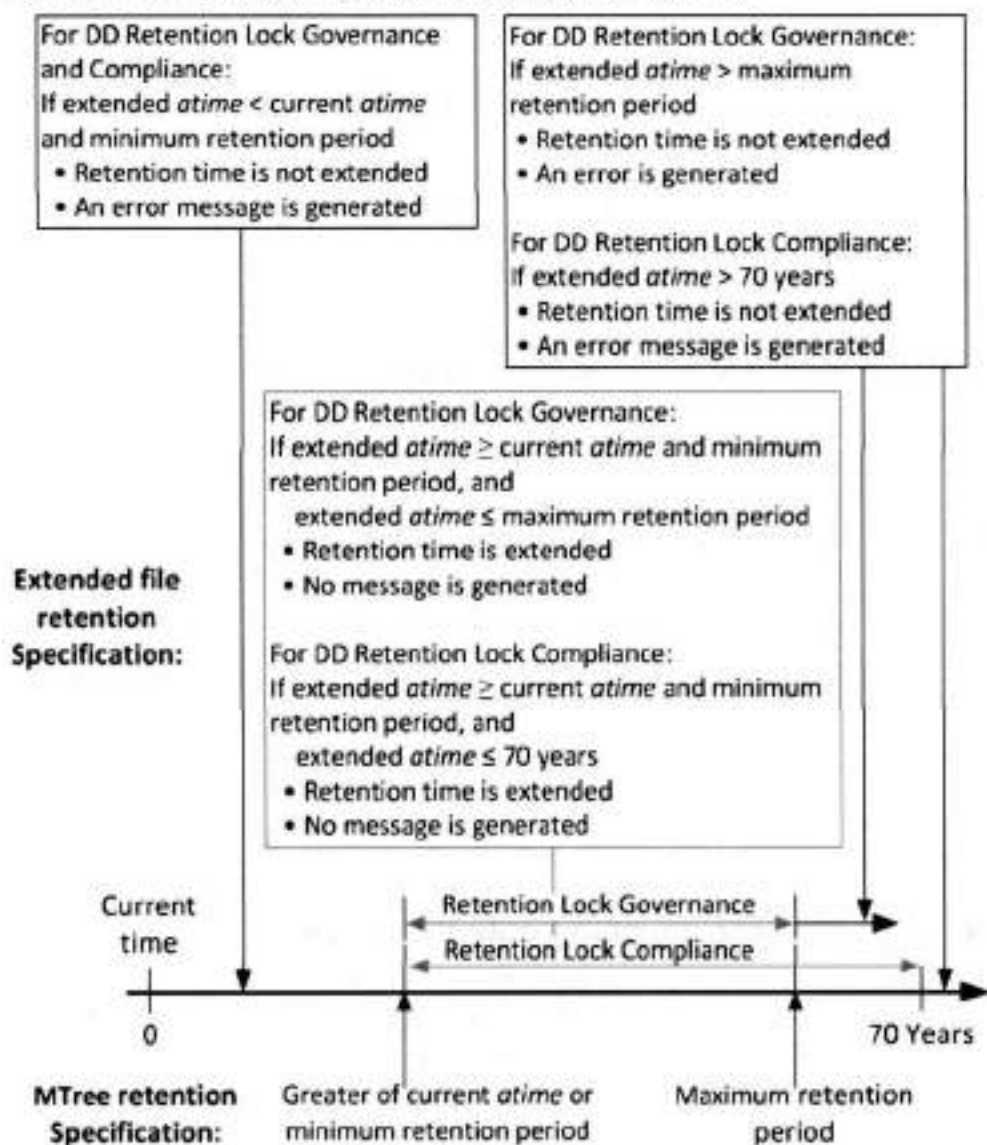 For DD Retention Lock Governance
and Compliance:
If extended atime < current atime
and minimum retention period
• Retention time is not extended
• An error message is generated
For DD Retention Lock Governance:
If extended atime > maximum
retention period
• Retention time is not extended
• An error is generated
For DD Retention Lock Compliance:
If extended atime > 70 years
• Retention time is not extended
• An error message is generated
For DD Retention Lock Governance:
If extended atime ≥ current atime and minimum
retention period, and
extended atime ≤ maximum retention period
• Retention time is extended
• No message is generated
For DD Retention Lock Compliance:
If extended atime ≥ current atime and minimum
retention period, and
extended atime ≤ 70 years
• Retention time is extended
• No message is generated
Extended file
retention
Specification:
Current
time
Retention Lock Governance
Retention Lock Compliance
0
70 Years
MTree retention
Specification:
Greater of current atime or
minimum retention period
Maximum retention
period